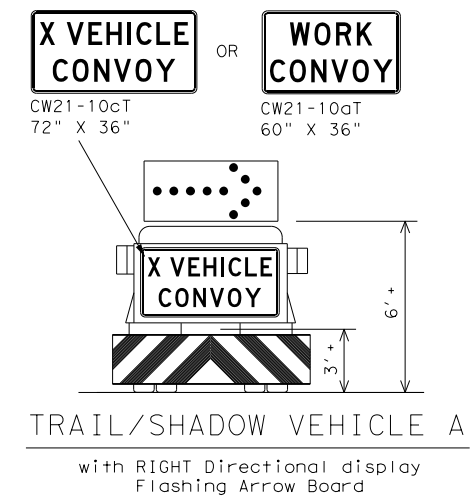 X VEHICLE
CONVOY
OR
WORK
CONVOY
CW21-10cT
72" X 36"
CW21-10aT
60" X 36"
X VEHICLE
CONVOY
6' +
3' +
TRAIL/SHADOW VEHICLE A
with RIGHT Directional display
Flashing Arrow Board